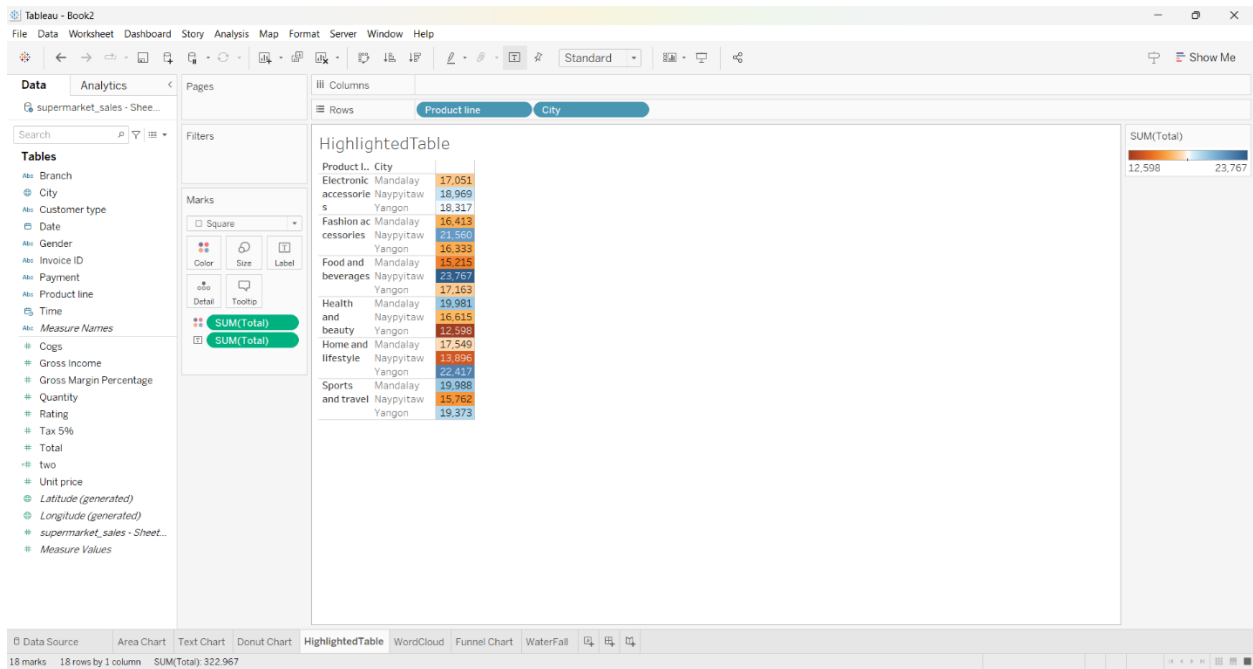 Tableau - Book2
File Data Worksheet Dashboard Story Analysis Map Format Server Window Help
Standard
Show Me
Data Analytics
Pages
Columns
Rows Product line City
supermarket_sales - Shee...
Search
Filters
Tables
Abc Branch
City
Abc Customer type
Date
Abc Gender
Abc Invoice ID
Abc Payment
Abc Product line
Time
Abc Measure Names
# Cogs
# Gross Income
# Gross Margin Percentage
# Quantity
# Rating
# Tax 5%
# Total
=# two
# Unit price
Latitude (generated)
Longitude (generated)
# supermarket_sales - Sheet...
# Measure Values
Marks
Square
Color Size Label
Detail Tooltip
SUM(Total)
SUM(Total)
HighlightedTable
Product l.. City
Electronic Mandalay 17,051
accessorie Naypyitaw 18,969
s Yangon 18,317
Fashion ac Mandalay 16,413
cessories Naypyitaw 21,560
Yangon 16,333
Food and Mandalay 15,215
beverages Naypyitaw 23,767
Yangon 17,163
Health Mandalay 19,981
and Naypyitaw 16,615
beauty Yangon 12,598
Home and Mandalay 17,549
lifestyle Naypyitaw 13,896
Yangon 22,417
Sports Mandalay 19,988
and travel Naypyitaw 15,762
Yangon 19,373
SUM(Total)
12,598 23,767
Data Source Area Chart Text Chart Donut Chart HighlightedTable WordCloud Funnel Chart WaterFall
18 marks 18 rows by 1 column SUM(Total): 322.967